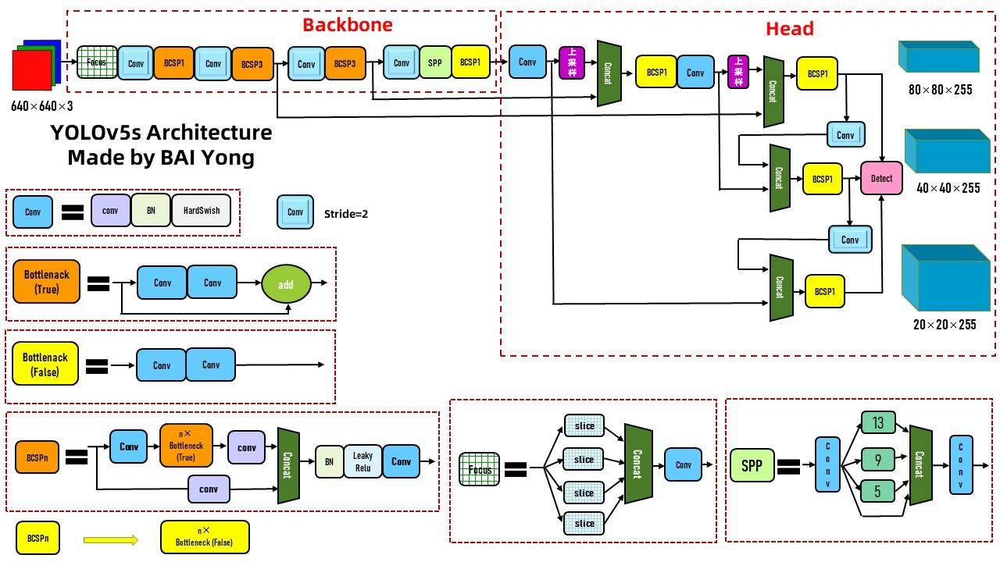 Backbone
Head
Focus
Conv
BCSP1
Conv
BCSP3
Conv
BCSP3
Conv
SPP
BCSP1
Conv
上采样
Concat
BCSP1
Conv
上采样
Concat
BCSP1
640×640×3
80×80×255
YOLOv5s Architecture
Made by BAI Yong
Conv
Concat
BCSP1
Detect
40×40×255
Conv
conv
BN
HardSwish
Conv
Stride=2
Conv
Concat
BCSP1
20×20×255
Bottlenack
(True)
Conv
Conv
add
Bottlenack
(False)
Conv
Conv
BCSPn
Conv
n×
Bottleneck
(True)
conv
conv
Concat
BN
Leaky
Relu
Conv
Focus
slice
slice
slice
slice
Concat
Conv
SPP
Conv
13
9
5
Concat
Conv
BCSPn
n×
Bottleneck (False)